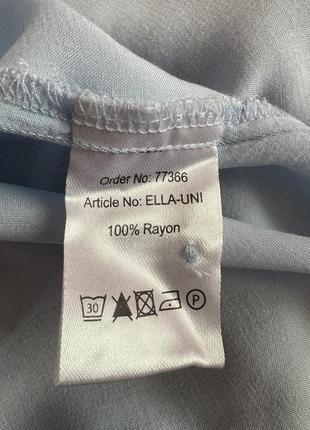 Order No: 77366
Article No: ELLA-UNI
100% Rayon
30 P